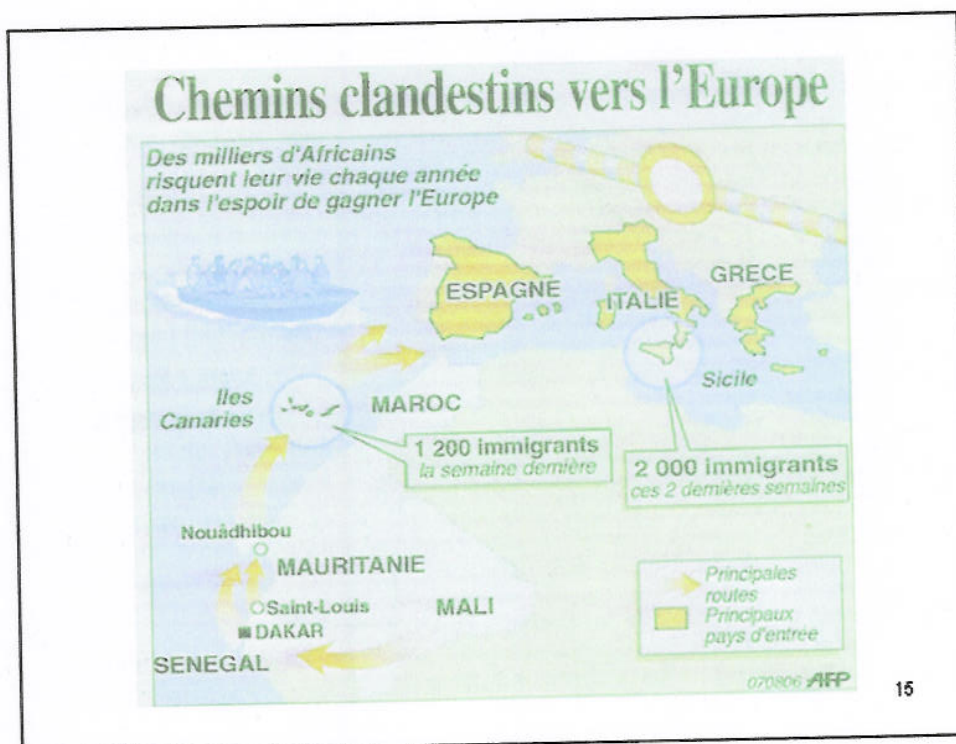 Chemins clandestins vers l'Europe
Des milliers d'Africains
risquent leur vie chaque année
dans l'espoir de gagner l'Europe
ESPAGNE
ITALIE
GRECE
Sicile
Iles
Canaries
MAROC
1 200 immigrants
la semaine dernière
2 000 immigrants
ces 2 dernières semaines
Nouâdhibou
MAURITANIE
Saint-Louis
MALI
DAKAR
SENEGAL
Principales
routes
Principaux
pays d'entrée
070806 AFP
15